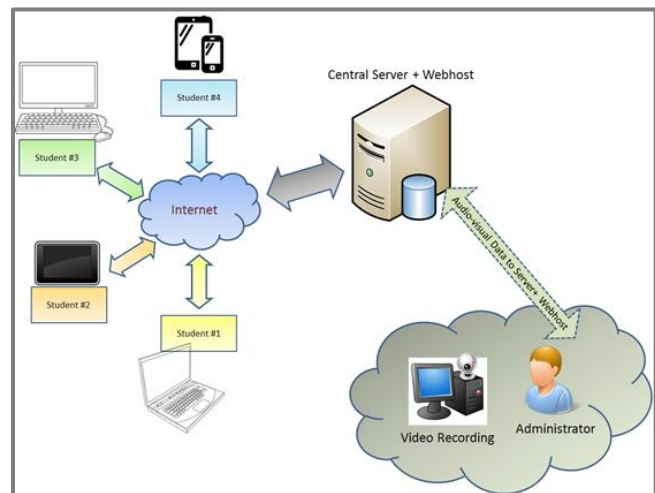 Student #4
Central Server + Webhost
Student #3
Internet
Student #2
Student #1
Audio-visual Data to Server+ Webhost
Video Recording
Administrator